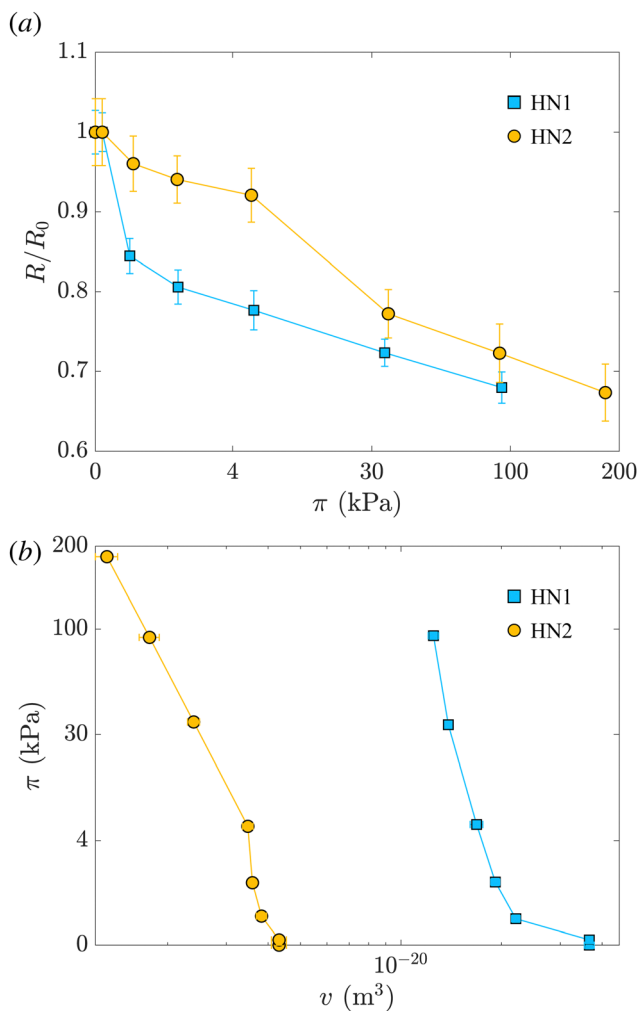 (a)
1.1
1
0.9
0.8
0.7
0.6
R/R₀
HN1
HN2
0 4 30 100 200
π (kPa)
(b)
200
100
30
4
0
π (kPa)
HN1
HN2
10⁻²⁰
v (m³)